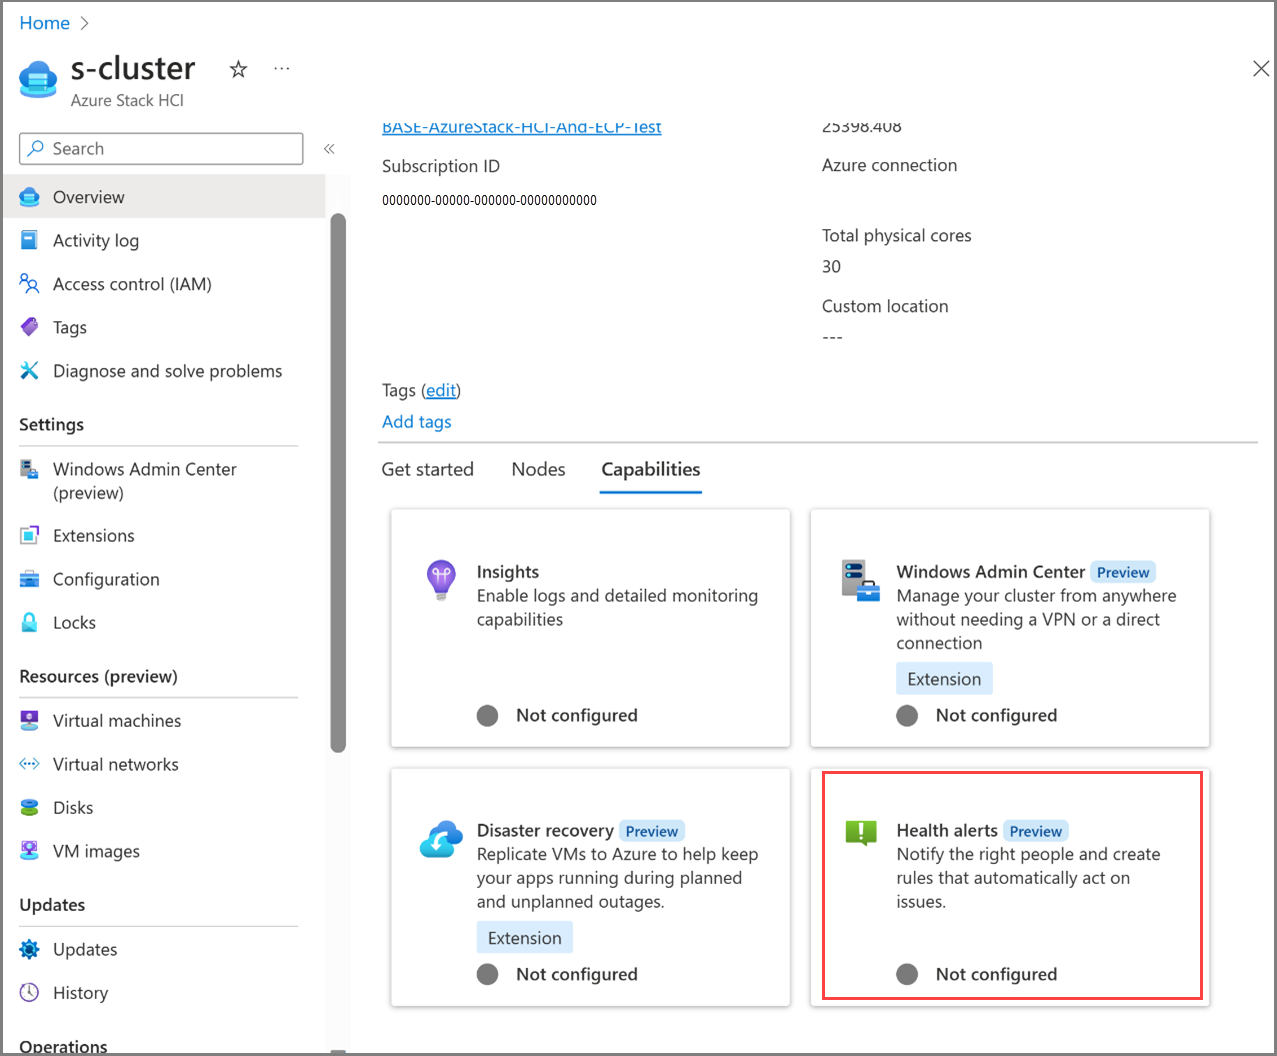 Home
s-cluster
Azure Stack HCI
Search
Overview
Activity log
Access control (IAM)
Tags
Diagnose and solve problems
Settings
Windows Admin Center
(preview)
Extensions
Configuration
Locks
Resources (preview)
Virtual machines
Virtual networks
Disks
VM images
Updates
Updates
History
Operations
BASE-AzureStack-HCI-And-ECP-Test
Subscription ID
0000000-00000-000000-00000000000
25398.408
Azure connection
Total physical cores
30
Custom location
---
Tags (edit)
Add tags
Get started Nodes Capabilities
Insights
Enable logs and detailed monitoring
capabilities
Not configured
Windows Admin Center Preview
Manage your cluster from anywhere
without needing a VPN or a direct
connection
Extension
Not configured
Disaster recovery Preview
Replicate VMs to Azure to help keep
your apps running during planned
and unplanned outages.
Extension
Not configured
Health alerts Preview
Notify the right people and create
rules that automatically act on
issues.
Not configured